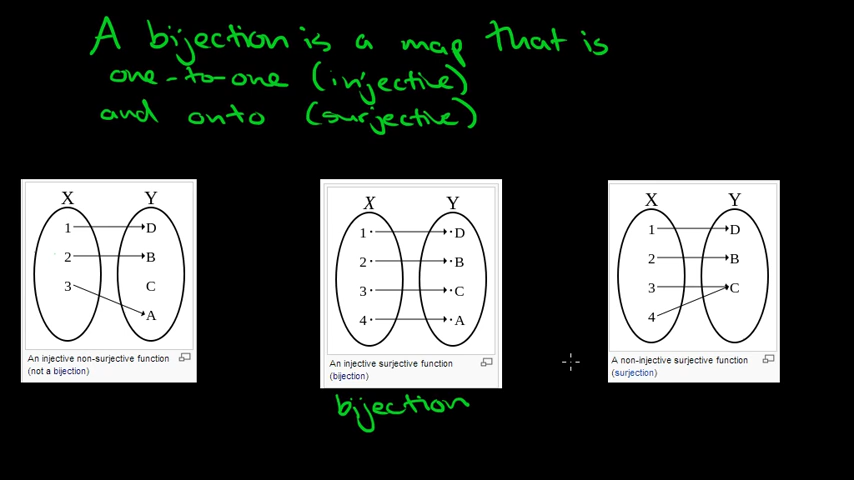 A bijection is a map that is
one-to-one (injective)
and onto (surjective)
X Y
1 D
2 B
3 C
A
An injective non-surjective function
(not a bijection)
X Y
1 D
2 B
3 C
4 A
An injective surjective function
(bijection)
bijection
X Y
1 D
2 B
3 C
4
A non-injective surjective function
(surjection)